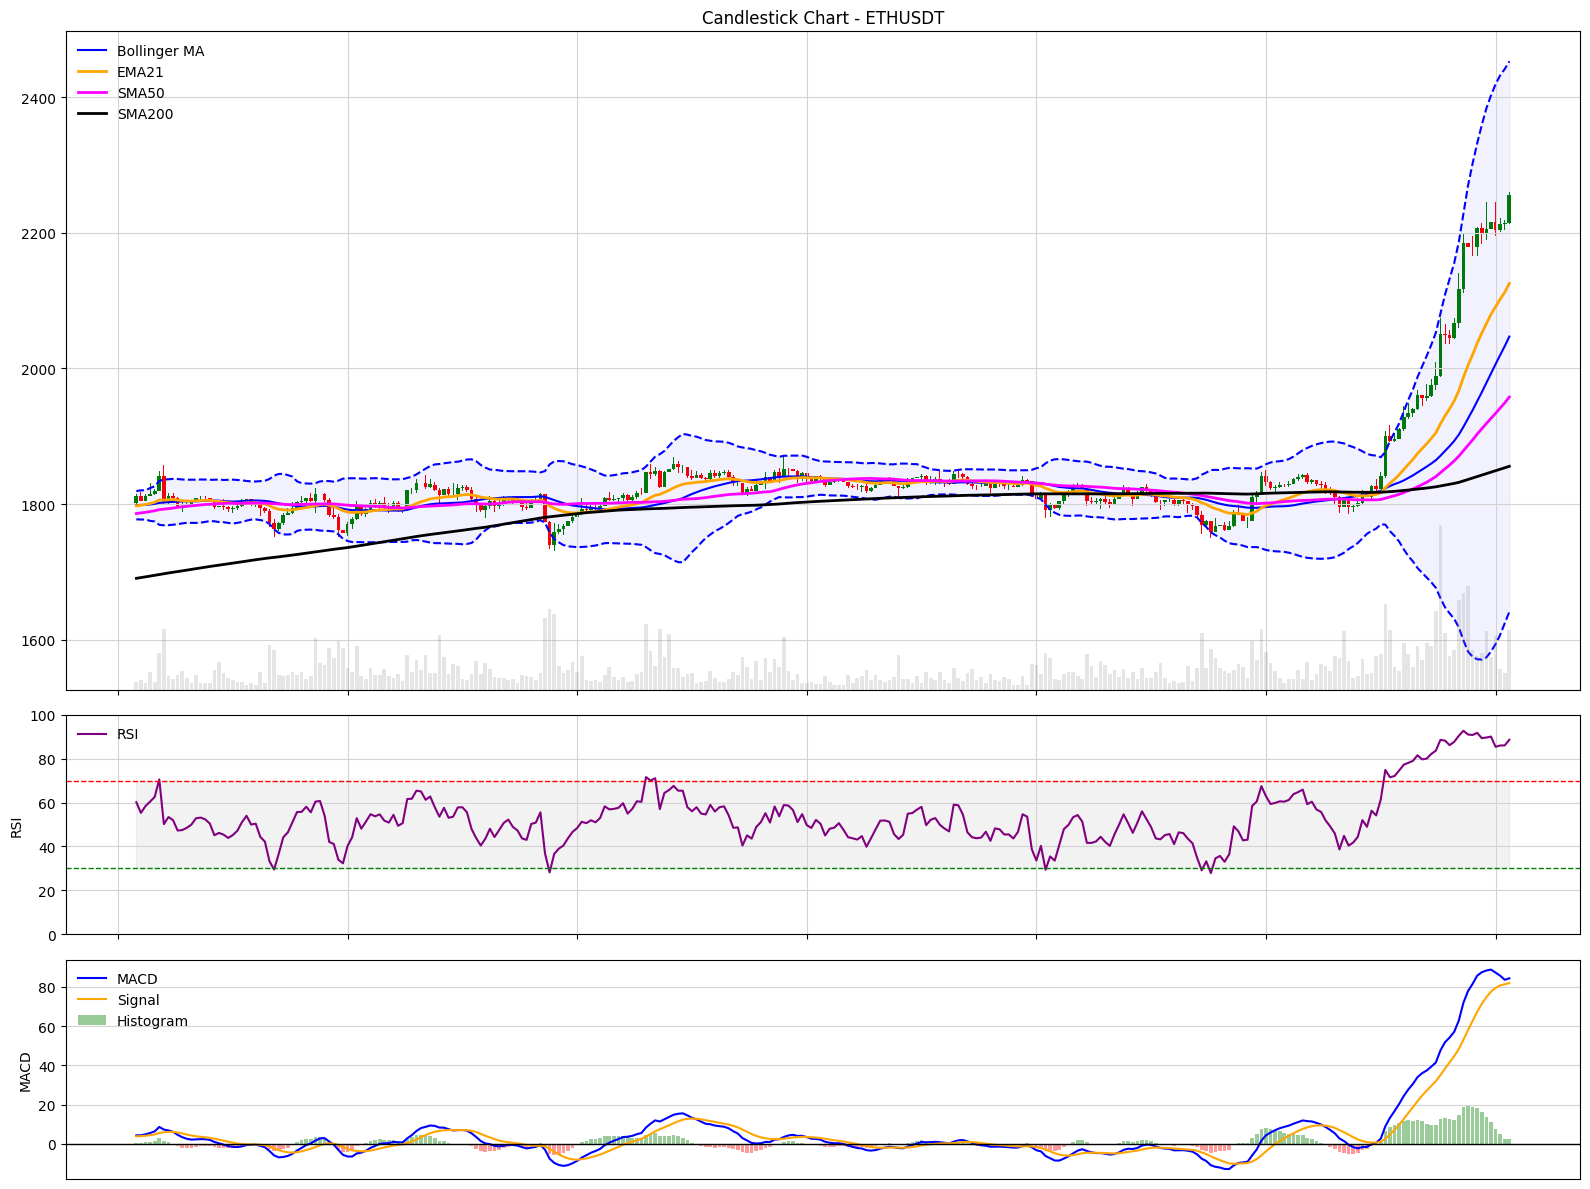 Candlestick Chart - ETHUSDT
Bollinger MA
EMA21
SMA50
SMA200
2400
2200
2000
1800
1600
RSI
100
80
60
40
20
0
RSI
MACD
Signal
Histogram
80
60
40
20
0
MACD